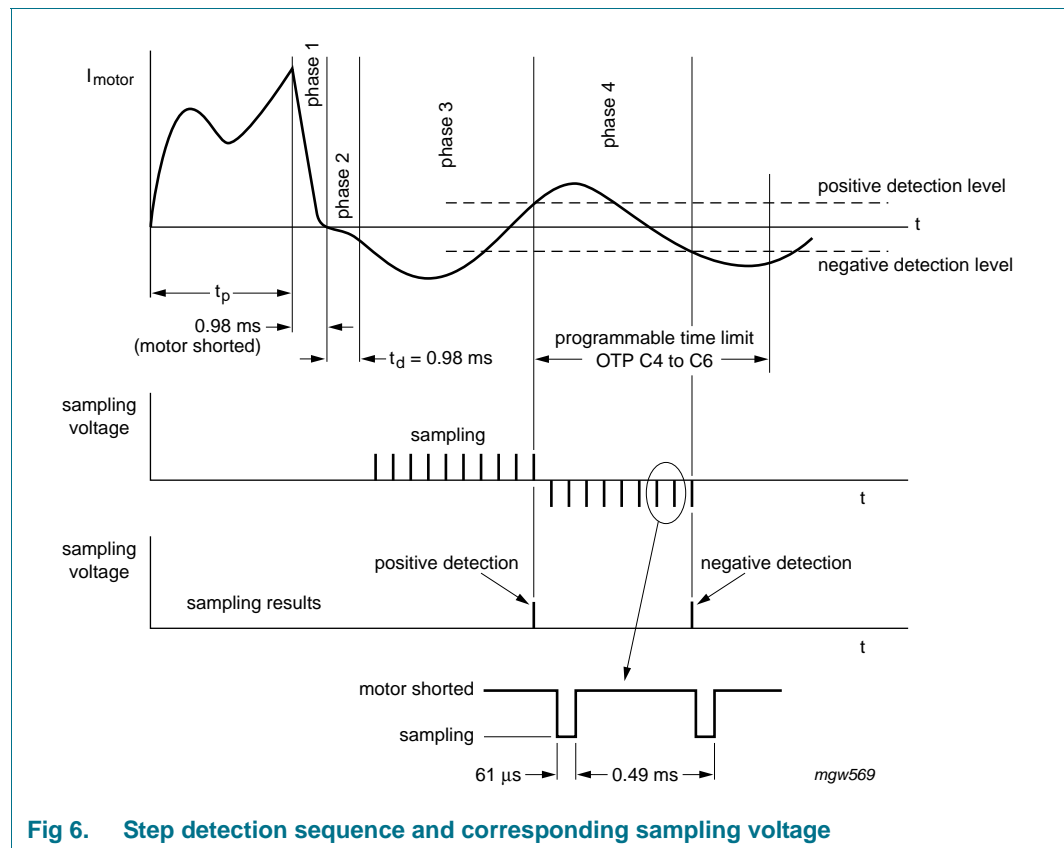 phase 1
I motor
phase 2
phase 3
phase 4
positive detection level
t
negative detection level
tp
0.98 ms
(motor shorted)
td = 0.98 ms
programmable time limit
OTP C4 to C6
sampling
voltage
sampling
t
sampling
voltage
positive detection
negative detection
sampling results
t
motor shorted
sampling
61 μs
0.49 ms
mgw569
Fig 6. Step detection sequence and corresponding sampling voltage